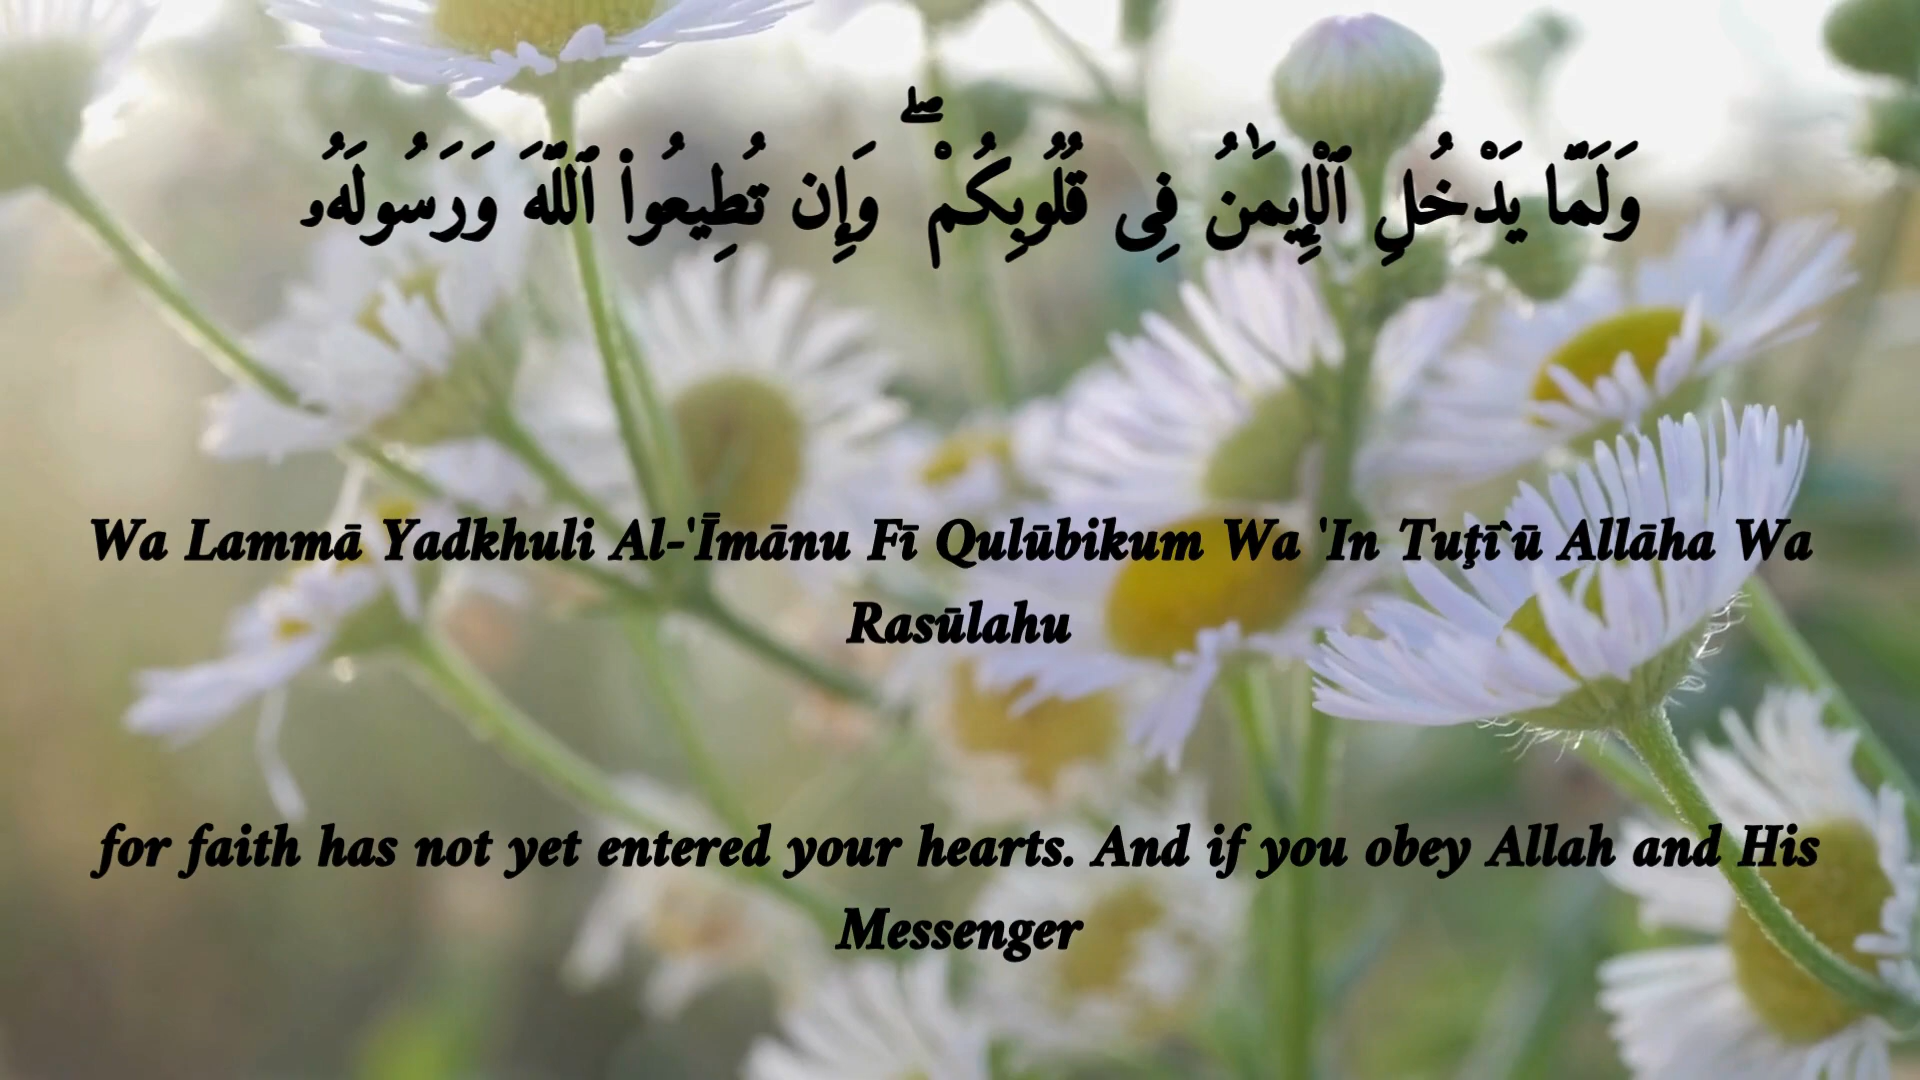 وَلَمَّا يَدْخُلِ ٱلْإِيمَٰنُ فِى قُلُوبِكُمْ ۖ وَإِن تُطِيعُوا۟ ٱللَّهَ وَرَسُولَهُۥ
Wa Lammā Yadkhuli Al-'Īmānu Fī Qulūbikum Wa 'In Tuţī`ū Allāha Wa
Rasūlahu
for faith has not yet entered your hearts. And if you obey Allah and His
Messenger